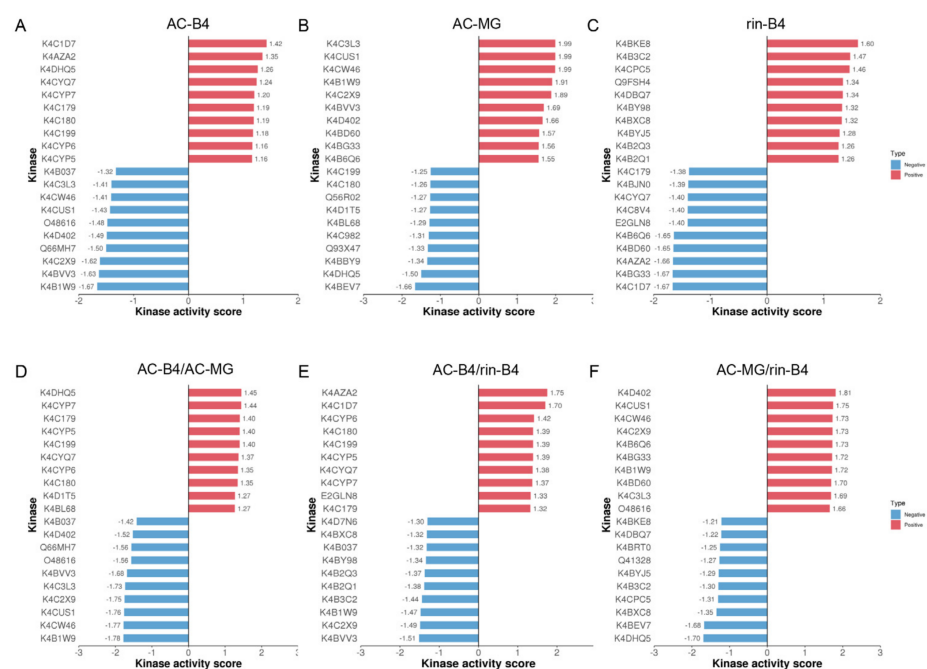 A
AC-B4
K4C1D7 1.42
K4AZA2 1.35
K4DHQ5 1.26
K4CYQ7 1.24
K4CYP7 1.20
K4C179 1.19
K4C180 1.19
K4C199 1.18
K4CYP6 1.16
K4CYP5 1.16
K4B037 -1.32
K4C3L3 -1.41
K4CW46 -1.41
K4CUS1 -1.43
O48616 -1.48
K4D402 -1.49
Q66MH7 -1.50
K4C2X9 -1.62
K4BVV3 -1.63
K4B1W9 -1.67
Kinase
-2 -1 0 1 2
Kinase activity score
B
AC-MG
K4C3L3 1.99
K4CUS1 1.99
K4CW46 1.99
K4B1W9 1.91
K4C2X9 1.89
K4BVV3 1.69
K4D402 1.66
K4BD60 1.57
K4BG33 1.56
K4B6Q6 1.55
K4C199 -1.25
K4C180 -1.26
Q56R02 -1.27
K4D1T5 -1.27
K4BL68 -1.29
K4C982 -1.31
Q93X47 -1.33
K4BBY9 -1.34
K4DHQ5 -1.50
K4BEV7 -1.66
Kinase
-3 -2 -1 0 1 2 3
Kinase activity score
C
rin-B4
K4BKE8 1.60
K4B3C2 1.47
K4CPC5 1.46
Q9FSH4 1.34
K4DBQ7 1.34
K4BY98 1.32
K4BXC8 1.32
K4BYJ5 1.28
K4B2Q3 1.26
K4B2Q1 1.26
K4C179 -1.38
K4BJN0 -1.39
K4CYQ7 -1.40
K4C8V4 -1.40
E2GLN8 -1.40
K4B6Q6 -1.65
K4BD60 -1.65
K4AZA2 -1.66
K4BG33 -1.67
K4C1D7 -1.67
Kinase
-2 -1 0 1 2
Kinase activity score
Type
Negative
Positive
D
AC-B4/AC-MG
K4DHQ5 1.45
K4CYP7 1.44
K4C179 1.40
K4CYP5 1.40
K4C199 1.40
K4CYQ7 1.37
K4CYP6 1.35
K4C180 1.35
K4D1T5 1.27
K4BL68 1.27
K4B037 -1.42
K4D402 -1.52
Q66MH7 -1.56
O48616 -1.56
K4BVV3 -1.68
K4C3L3 -1.73
K4C2X9 -1.75
K4CUS1 -1.76
K4CW46 -1.77
K4B1W9 -1.78
Kinase
-3 -2 -1 0 1 2 3
Kinase activity score
E
AC-B4/rin-B4
K4AZA2 1.75
K4C1D7 1.70
K4CYP6 1.42
K4C180 1.39
K4C199 1.39
K4CYP5 1.39
K4CYQ7 1.38
K4CYP7 1.37
E2GLN8 1.33
K4C179 1.32
K4D7N6 -1.30
K4BXC8 -1.32
K4B037 -1.32
K4BY98 -1.34
K4B2Q3 -1.37
K4B2Q1 -1.38
K4B3C2 -1.44
K4B1W9 -1.47
K4C2X9 -1.49
K4BVV3 -1.51
Kinase
-3 -2 -1 0 1 2 3
Kinase activity score
F
AC-MG/rin-B4
K4D402 1.81
K4CUS1 1.75
K4CW46 1.73
K4C2X9 1.73
K4B6Q6 1.73
K4BG33 1.72
K4B1W9 1.72
K4BD60 1.70
K4C3L3 1.69
O48616 1.66
K4BKE8 -1.21
K4DBQ7 -1.22
K4BRT0 -1.25
Q41328 -1.27
K4BYJ5 -1.29
K4B3C2 -1.30
K4CPC5 -1.31
K4BXC8 -1.35
K4BEV7 -1.68
K4DHQ5 -1.70
Kinase
-3 -2 -1 0 1 2 3
Kinase activity score
Type
Negative
Positive